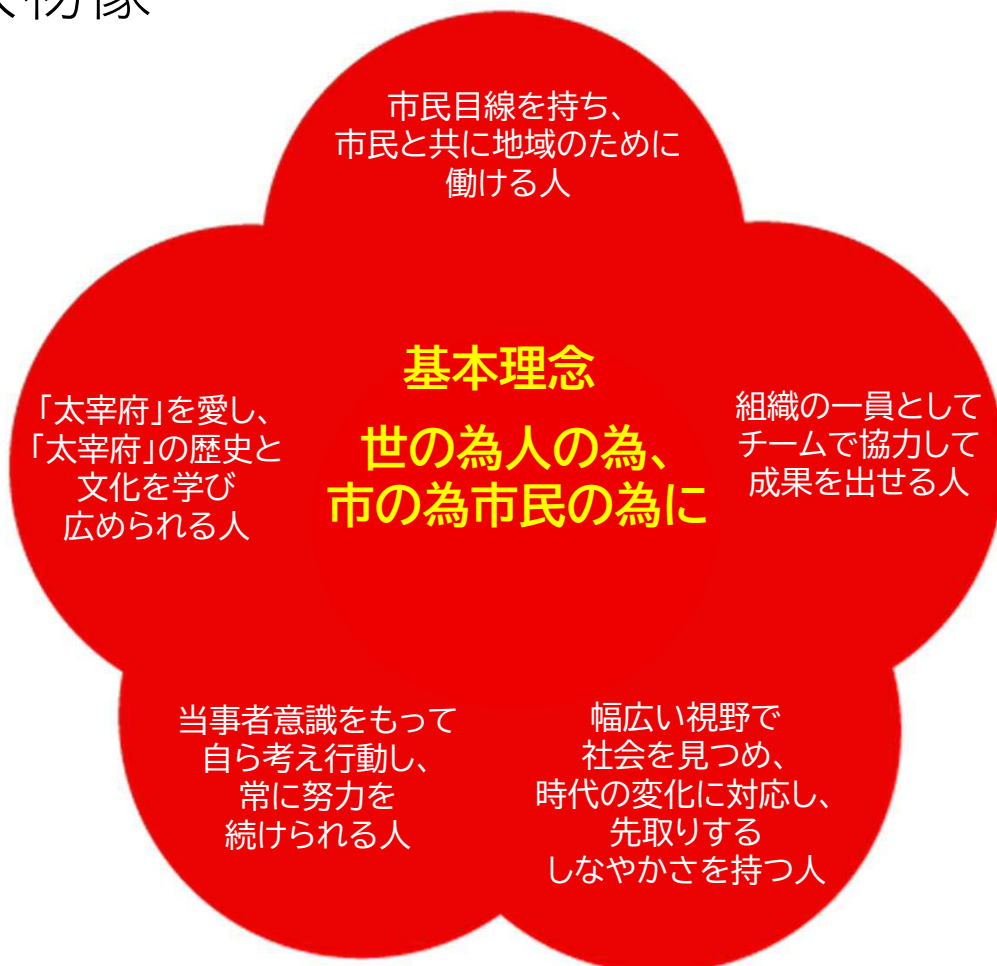 人物像
市民目線を持ち、
市民と共に地域のために
働ける人
基本理念
世の為人の為、
市の為市民の為に
「太宰府」を愛し、
「太宰府」の歴史と
文化を学び
広められる人
組織の一員として
チームで協力して
成果を出せる人
当事者意識をもって
自ら考え行動し、
常に努力を
続けられる人
幅広い視野で
社会を見つめ、
時代の変化に対応し、
先取りする
しなやかさを持つ人